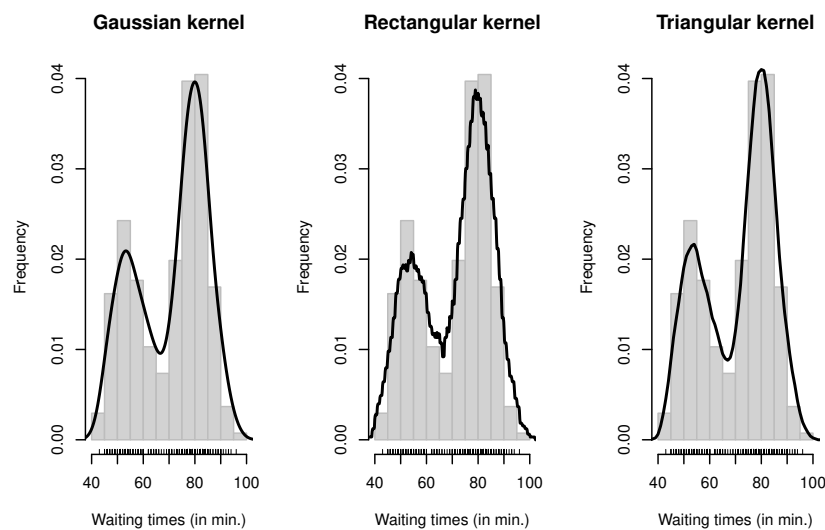 Gaussian kernel
Frequency
0.00
0.01
0.02
0.03
0.04
40 60 80 100
Waiting times (in min.)
Rectangular kernel
Frequency
0.00
0.01
0.02
0.03
0.04
40 60 80 100
Waiting times (in min.)
Triangular kernel
Frequency
0.00
0.01
0.02
0.03
0.04
40 60 80 100
Waiting times (in min.)